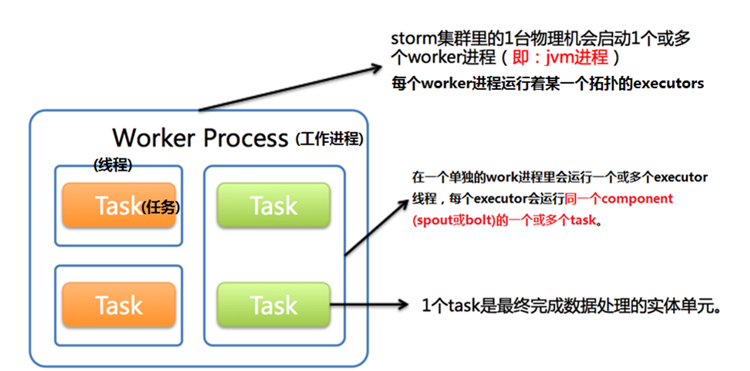 storm集群里的1台物理机会启动1个或多
个worker进程（即：jvm进程）
每个worker进程运行着某一个拓扑的executors
Worker Process (工作进程)
(线程)
Task(任务)
Task
在一个单独的work进程里会运行一个或多个executor
线程，每个executor会运行同一个component
(spout或bolt)的一个或多个task。
Task
Task
1个task是最终完成数据处理的实体单元。